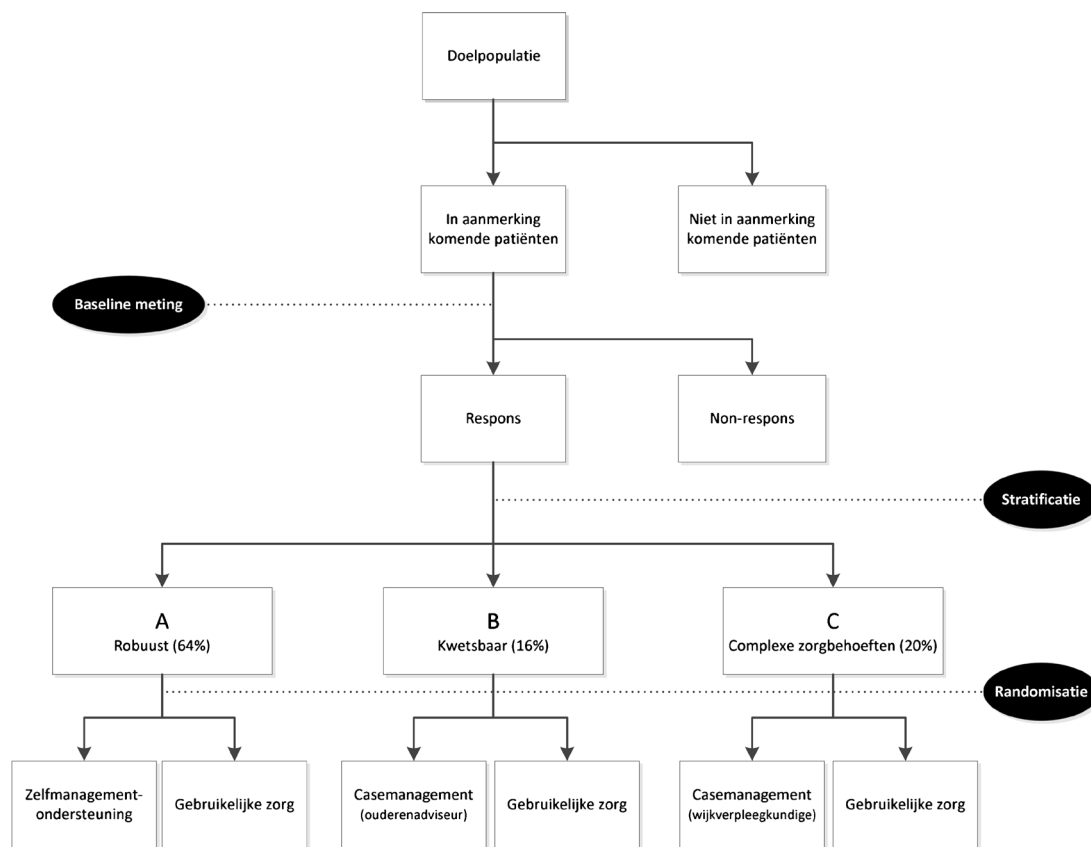 Doelpopulatie
In aanmerking
komende patiënten
Niet in aanmerking
komende patiënten
Baseline meting
Respons
Non-respons
Stratificatie
A
Robuust (64%)
B
Kwetsbaar (16%)
C
Complexe zorgbehoeften (20%)
Randomisatie
Zelfmanagement-
ondersteuning
Gebruikelijke zorg
Casemanagement
(ouderenadviseur)
Gebruikelijke zorg
Casemanagement
(wijkverpleegkundige)
Gebruikelijke zorg